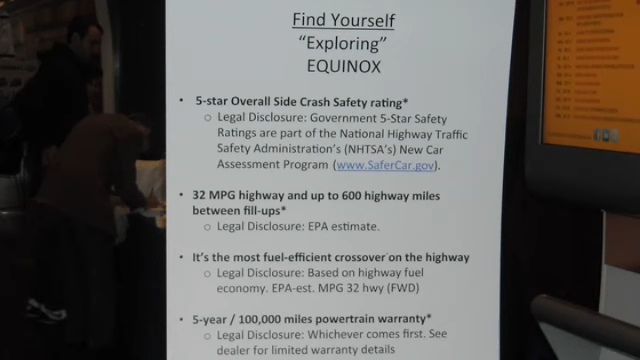 Find Yourself
“Exploring”
EQUINOX
• 5-star Overall Side Crash Safety rating*
○ Legal Disclosure: Government 5-Star Safety
Ratings are part of the National Highway Traffic
Safety Administration’s (NHTSA’s) New Car
Assessment Program (www.SaferCar.gov).
• 32 MPG highway and up to 600 highway miles
between fill-ups*
○ Legal Disclosure: EPA estimate.
• It’s the most fuel-efficient crossover on the highway
○ Legal Disclosure: Based on highway fuel
economy. EPA-est. MPG 32 hwy (FWD)
• 5-year / 100,000 miles powertrain warranty*
○ Legal Disclosure: Whichever comes first. See
dealer for limited warranty details